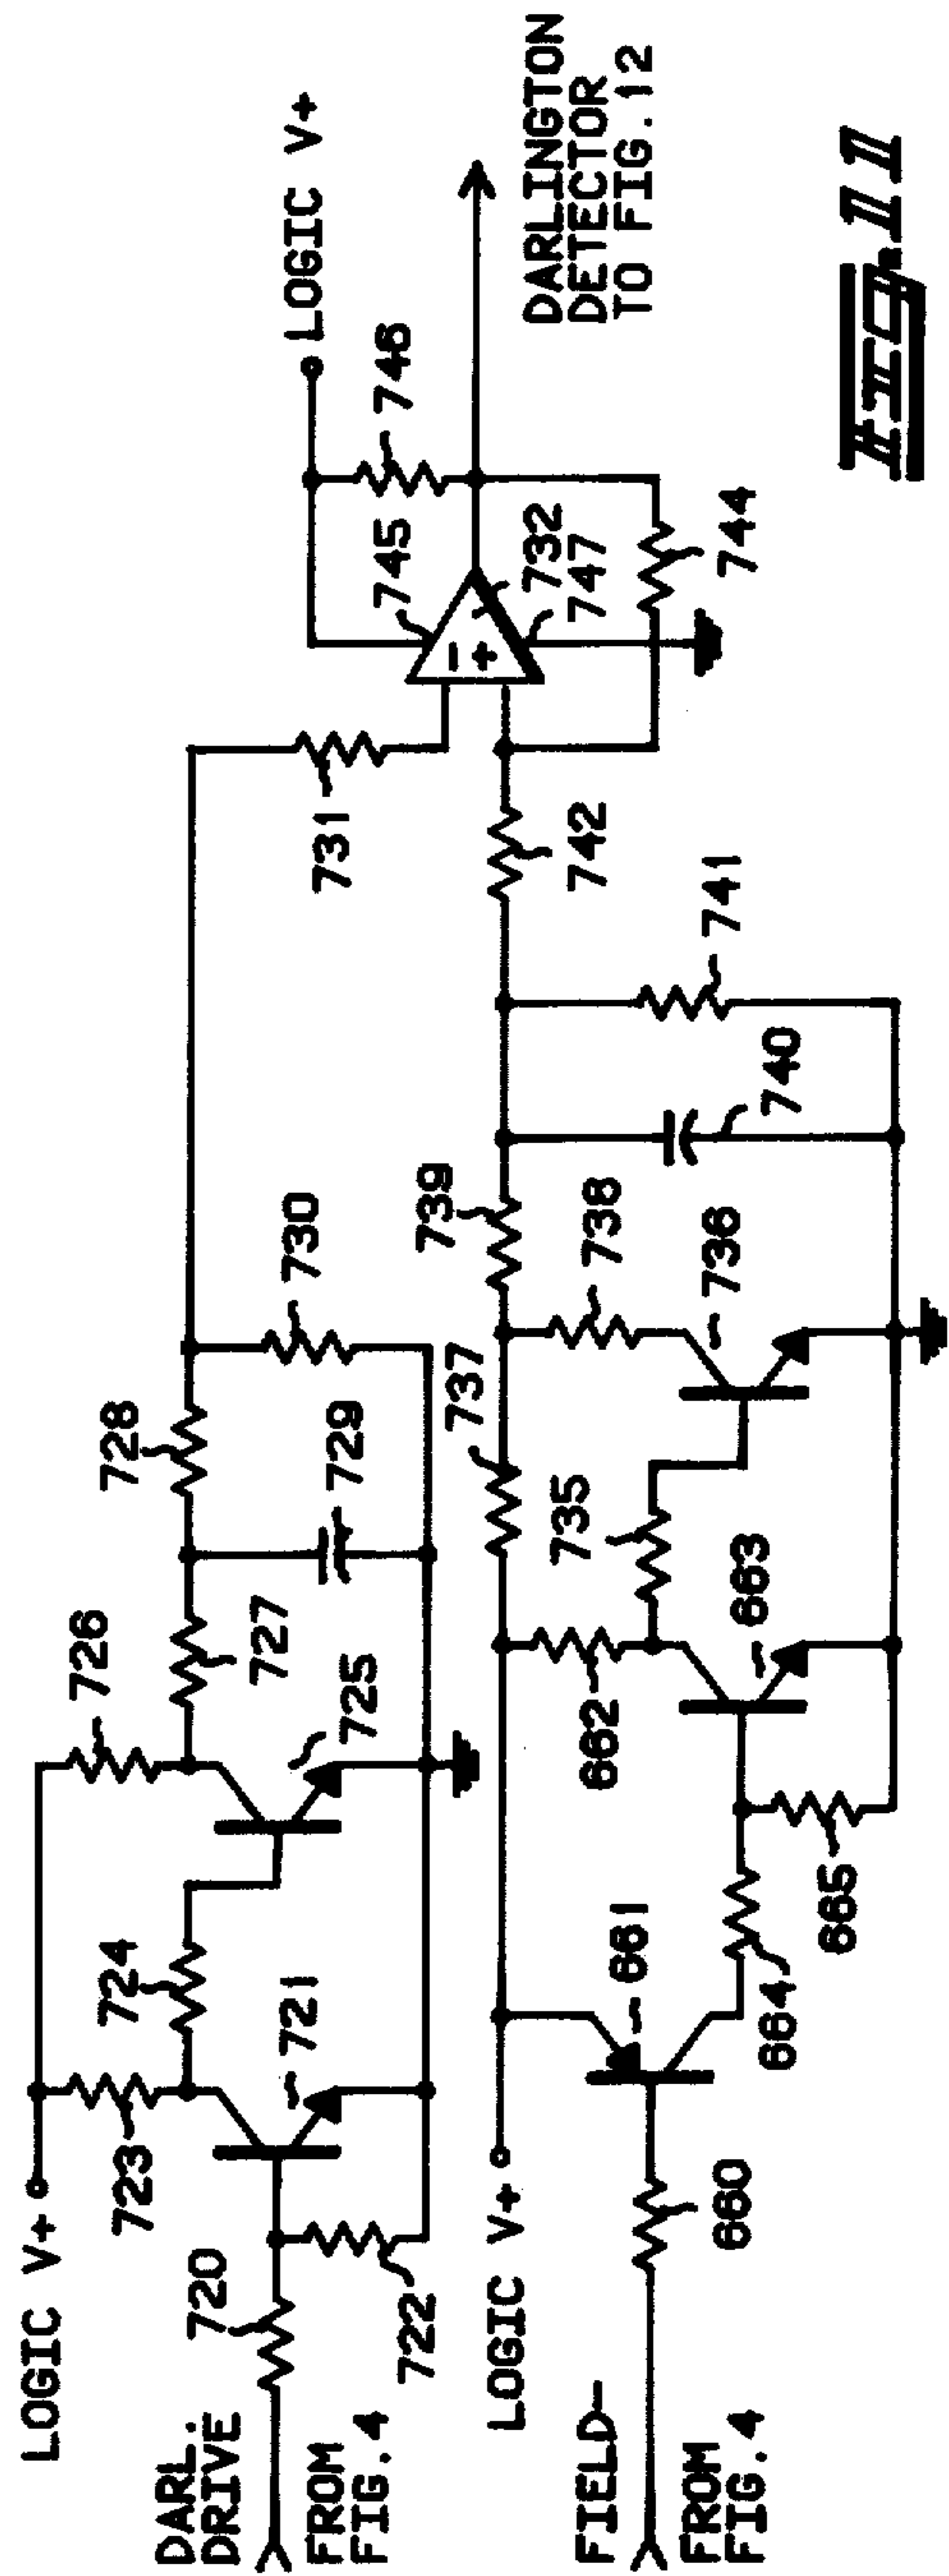 LOGIC V+
DARL.
DRIVE
FROM
FIG. 4
720
722
723
721
724
725
726
727
728
729
730
731
LOGIC V+
745
746
732
747
744
DARLINGTON
DETECTOR
TO FIG. 12
LOGIC V+
FIELD-
FROM
FIG. 4
660
661
664
665
662
663
735
737
736
738
739
740
741
742
- +
FIG. 11